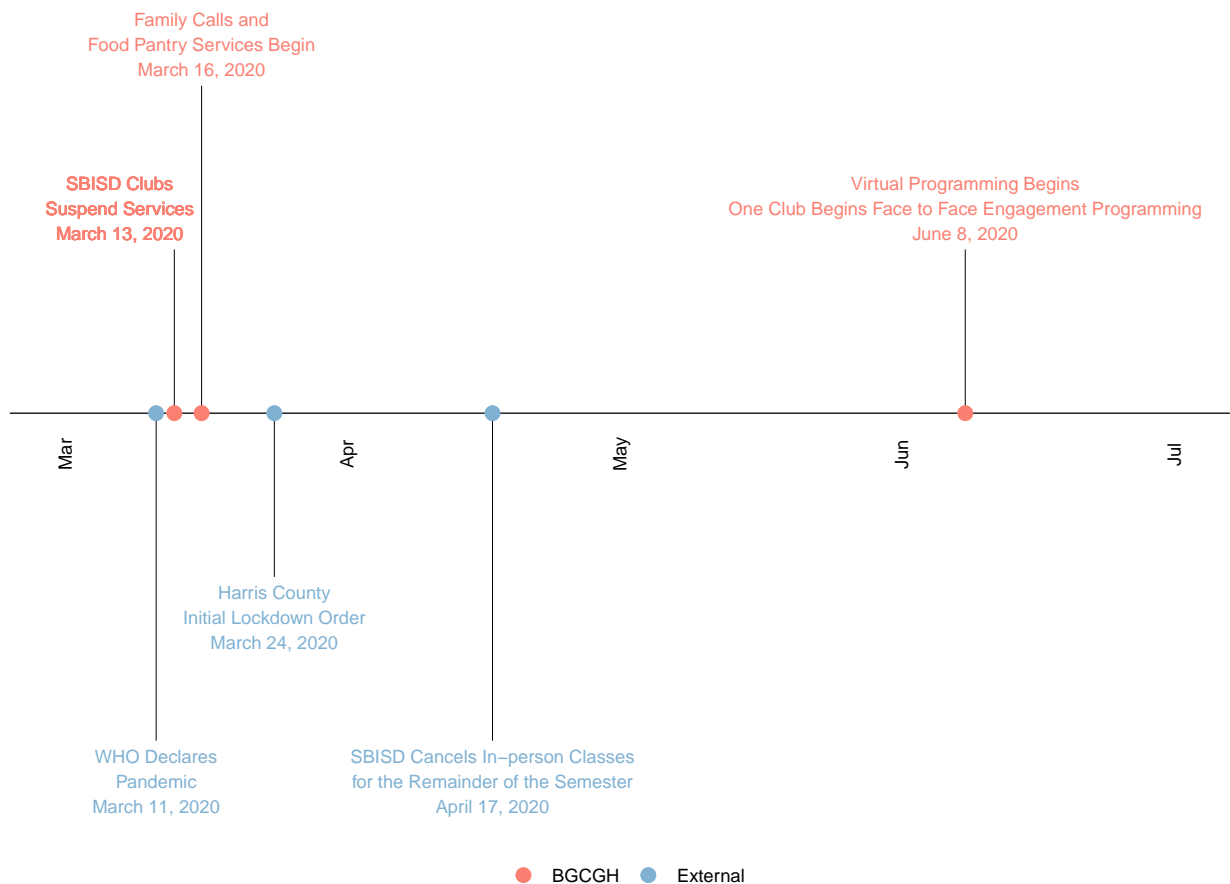 Family Calls and
Food Pantry Services Begin
March 16, 2020
SBISD Clubs
Suspend Services
March 13, 2020
Virtual Programming Begins
One Club Begins Face to Face Engagement Programming
June 8, 2020
Mar
Apr
May
Jun
Jul
Harris County
Initial Lockdown Order
March 24, 2020
WHO Declares
Pandemic
March 11, 2020
SBISD Cancels In−person Classes
for the Remainder of the Semester
April 17, 2020
BGCGH
External